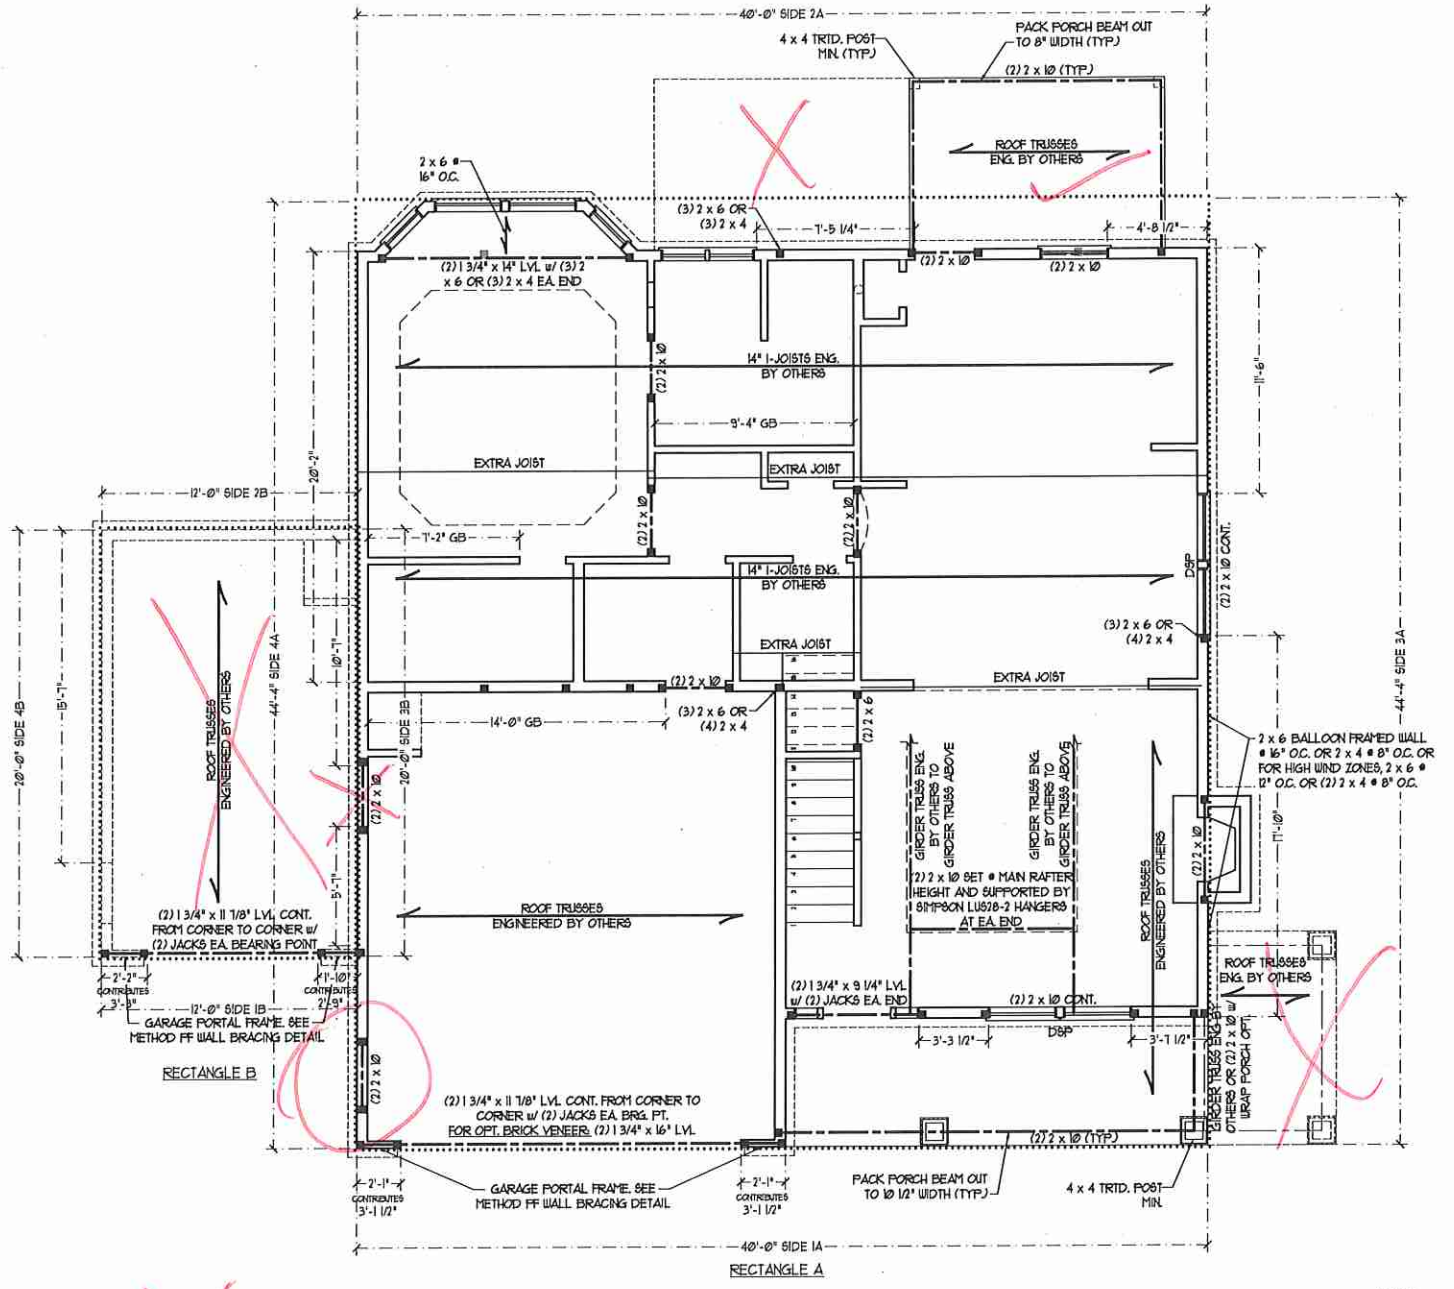 40'-0" SIDE 2A
PACK PORCH BEAM OUT
TO 8" WIDTH (TYP.)
4 x 4 TRTD. POST
MIN. (TYP.)
(2) 2 x 10 (TYP.)
ROOF TRUSSES
ENG. BY OTHERS
2 x 6 @
16" O.C.
(3) 2 x 6 OR
(3) 2 x 4
7'-5 1/4"
4'-8 1/2"
(2) 2 x 10
(2) 2 x 10
(2) 1 3/4" x 14" LVL w/ (3) 2
x 6 OR (3) 2 x 4 EA. END
14" I-JOISTS ENG.
BY OTHERS
(2) 2 x 10
11'-6"
9'-4" GB
EXTRA JOIST
EXTRA JOIST
20'-2"
12'-0" SIDE 2B
(2) 2 x 10
(2) 2 x 10
7'-2" GB
DSP
(2) 2 x 10 CONT.
14" I-JOISTS ENG.
BY OTHERS
(3) 2 x 6 OR
(4) 2 x 4
EXTRA JOIST
EXTRA JOIST
44'-4" SIDE 4A
44'-4" SIDE 3A
10'-7"
15'-7"
20'-0" SIDE 4B
20'-0" SIDE 3B
ROOF TRUSSES
ENGINEERED BY OTHERS
(2) 2 x 10
14'-0" GB
(3) 2 x 6 OR
(4) 2 x 4
(2) 2 x 6
2 x 6 BALLOON FRAMED WALL
@ 16" O.C. OR 2 x 4 @ 8" O.C. OR
FOR HIGH WIND ZONES, 2 x 6 @
12" O.C. OR (2) 2 x 4 @ 8" O.C.
(2) 2 x 10
GIRDER TRUSS ENG.
BY OTHERS TO
GIRDER TRUSS ABOVE
GIRDER TRUSS ENG.
BY OTHERS TO
GIRDER TRUSS ABOVE
17'-10"
(2) 2 x 10
5'-7"
(2) 2 x 10 SET @ MAIN RAFTER
HEIGHT AND SUPPORTED BY
SIMPSON LUS28-2 HANGERS
AT EA. END
ROOF TRUSSES
ENGINEERED BY OTHERS
ROOF TRUSSES
ENGINEERED BY OTHERS
(2) 1 3/4" x 11 7/8" LVL CONT.
FROM CORNER TO CORNER w/
(2) JACKS EA. BEARING POINT
2'-2"
CONTRIBUTES
3'-3"
1'-10"
CONTRIBUTES
2'-9"
12'-0" SIDE 1B
GARAGE PORTAL FRAME. SEE
METHOD PF WALL BRACING DETAIL
RECTANGLE B
ROOF TRUSSES
ENG. BY OTHERS
(2) 1 3/4" x 9 1/4" LVL
w/ (2) JACKS EA. END
(2) 2 x 10 CONT.
DSP
3'-3 1/2"
3'-7 1/2"
GIRDER TRUSS ENG BY
OTHERS OR (2) 2 x 10 w/
WRAP PORCH OPT.
(2) 2 x 10
(2) 1 3/4" x 11 7/8" LVL CONT. FROM CORNER TO
CORNER w/ (2) JACKS EA. BRG. PT.
FOR OPT. BRICK VENEER: (2) 1 3/4" x 16" LVL
(2) 2 x 10 (TYP.)
2'-1"
CONTRIBUTES
3'-1 1/2"
GARAGE PORTAL FRAME. SEE
METHOD PF WALL BRACING DETAIL
2'-1"
CONTRIBUTES
3'-1 1/2"
PACK PORCH BEAM OUT
TO 10 1/2" WIDTH (TYP.)
4 x 4 TRTD. POST
MIN.
40'-0" SIDE 1A
RECTANGLE A